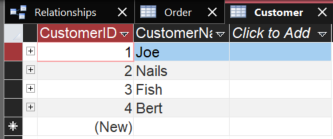 Relationships Order Customer
CustomerID CustomerNa Click to Add
1 Joe
2 Nails
3 Fish
4 Bert
(New)